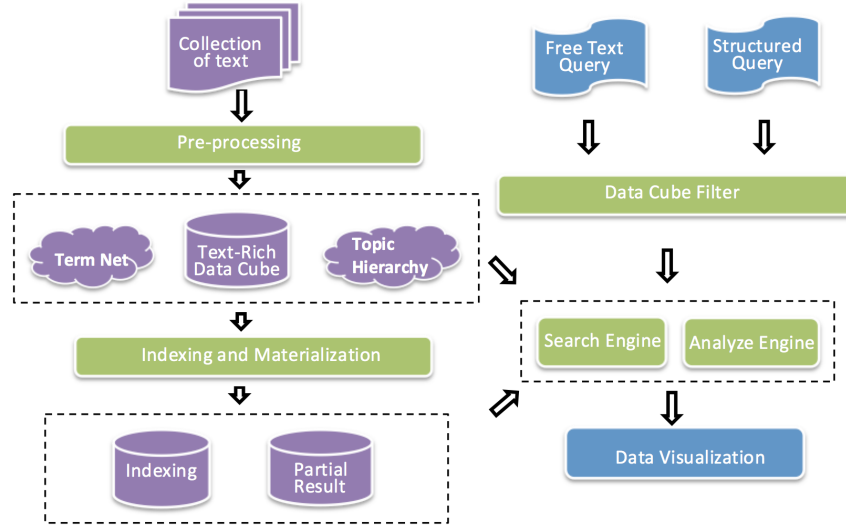 Collection
of text
Free Text
Query
Structured
Query
Pre-processing
Data Cube Filter
Term Net
Text-Rich
Data Cube
Topic
Hierarchy
Search Engine
Analyze Engine
Indexing and Materialization
Indexing
Partial
Result
Data Visualization